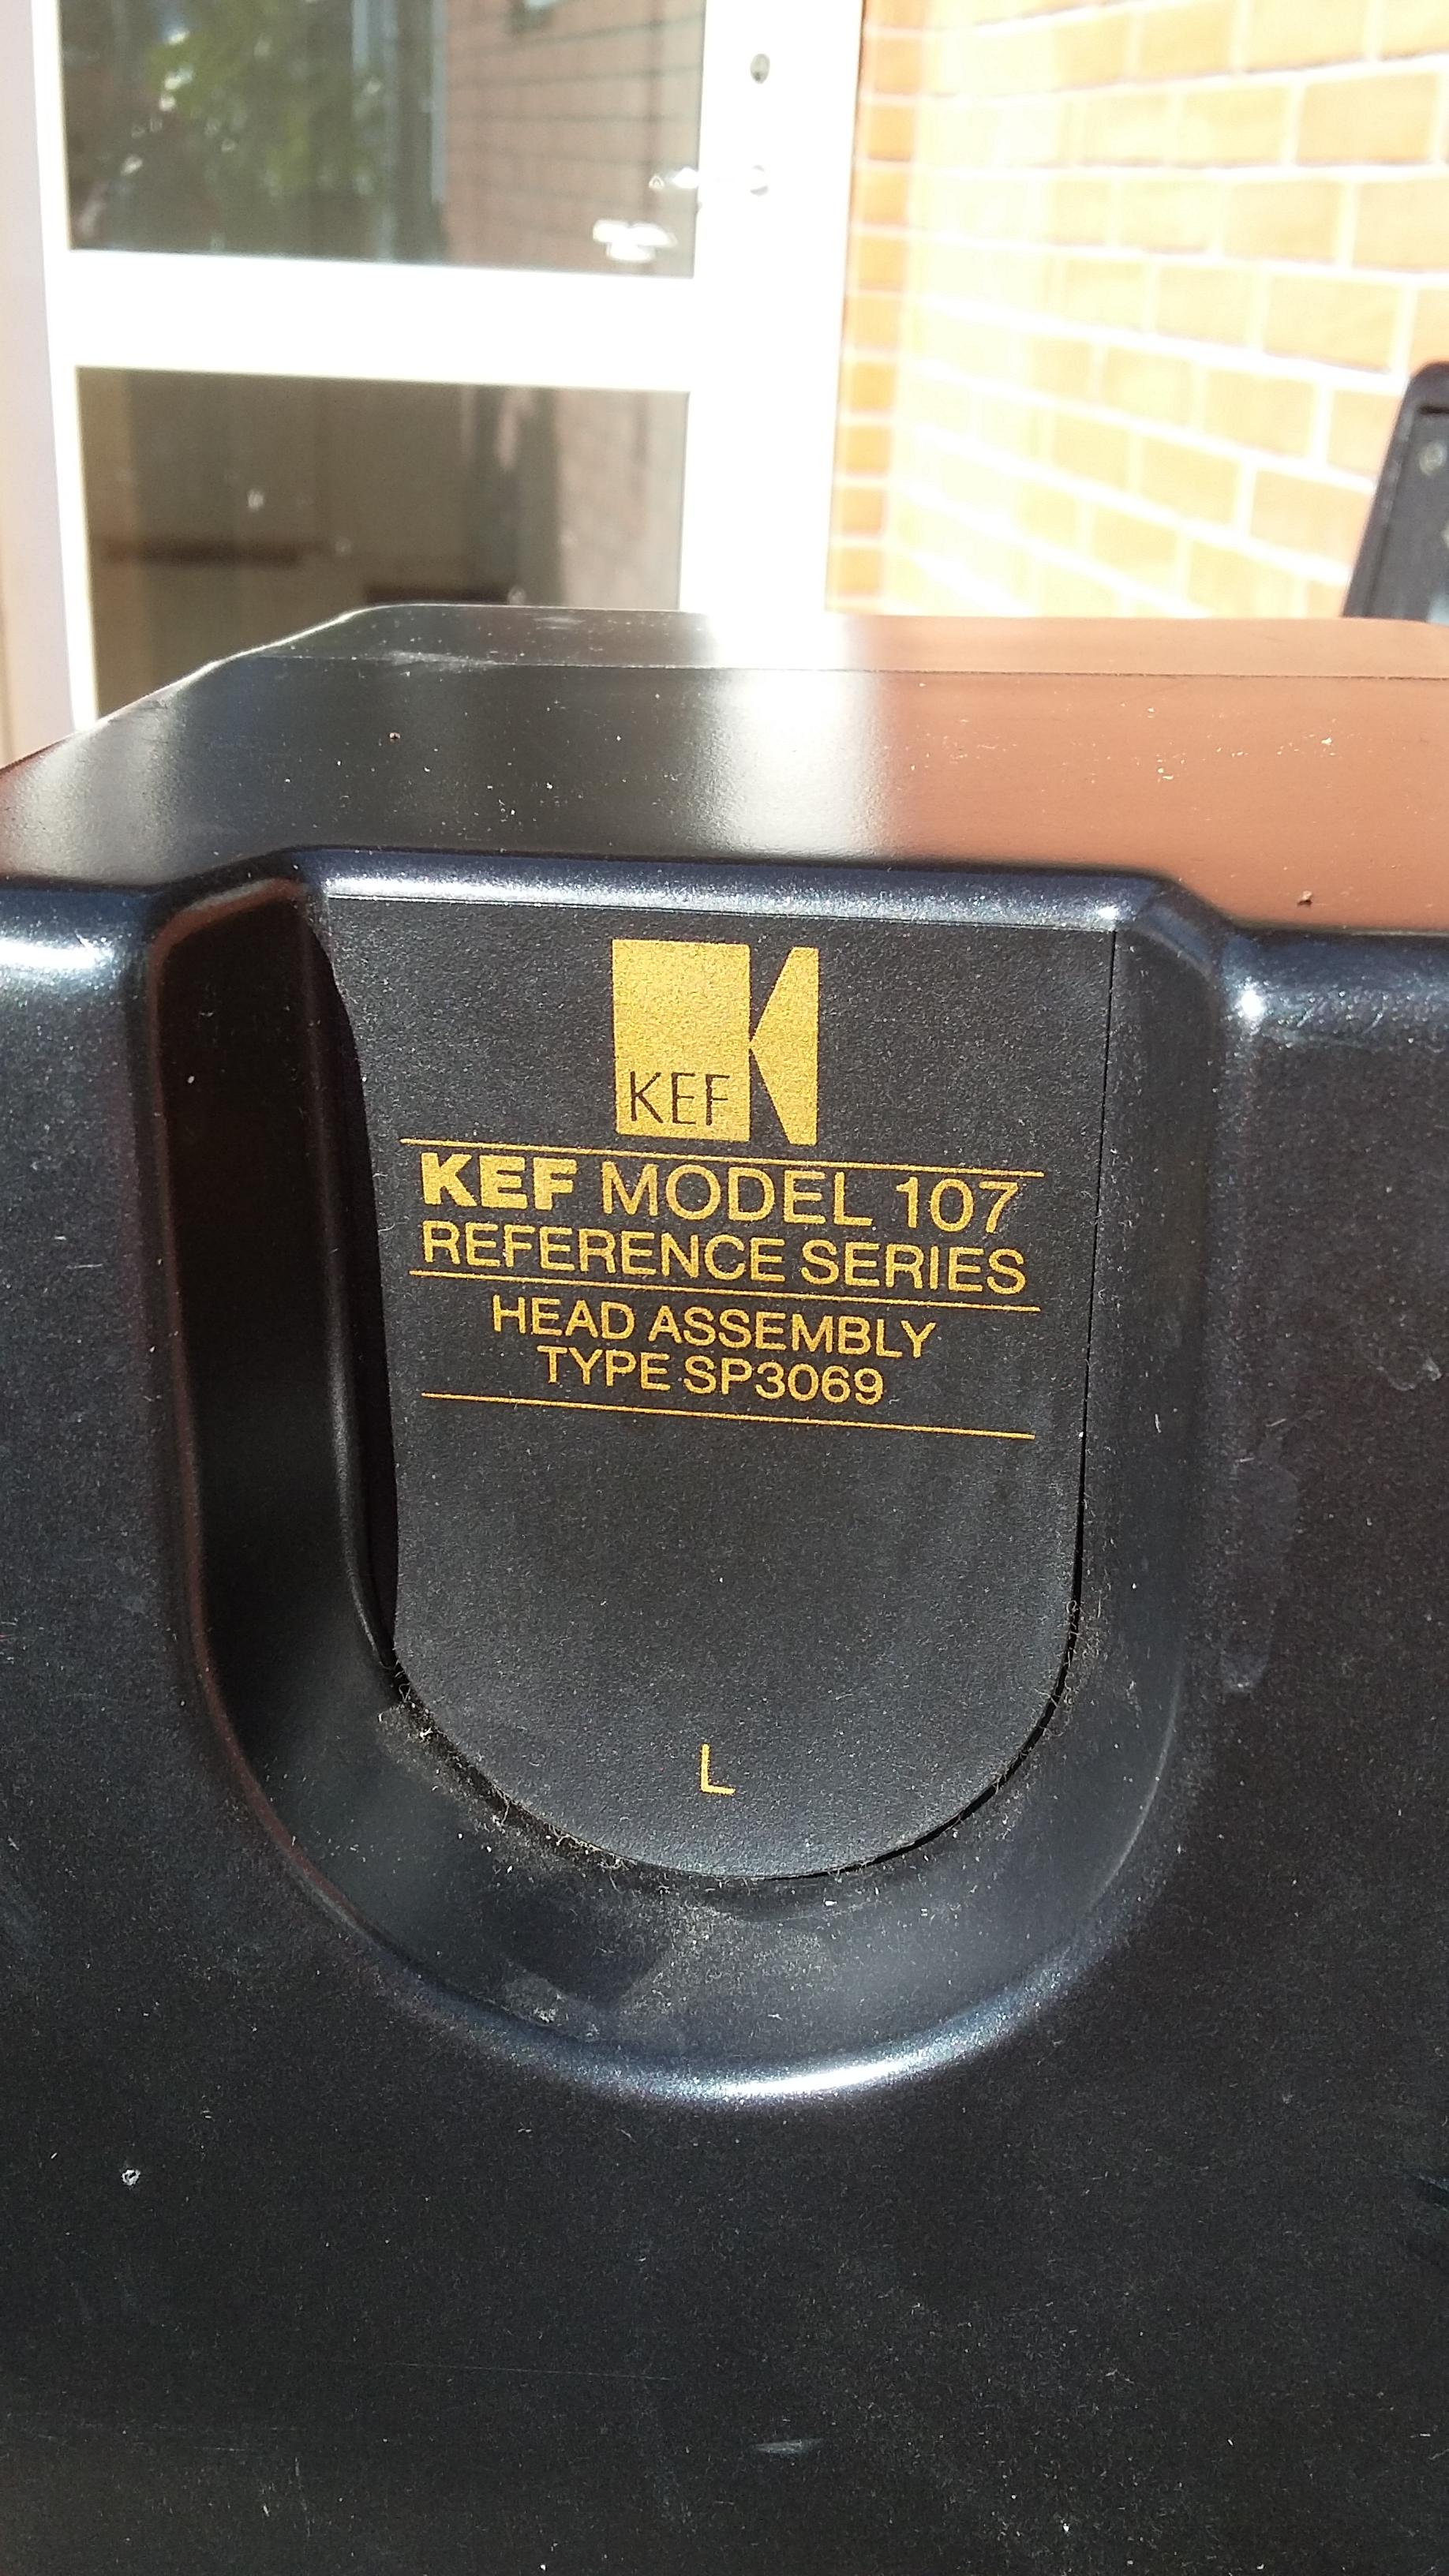 KEF
KEF MODEL 107
REFERENCE SERIES
HEAD ASSEMBLY
TYPE SP3069
L